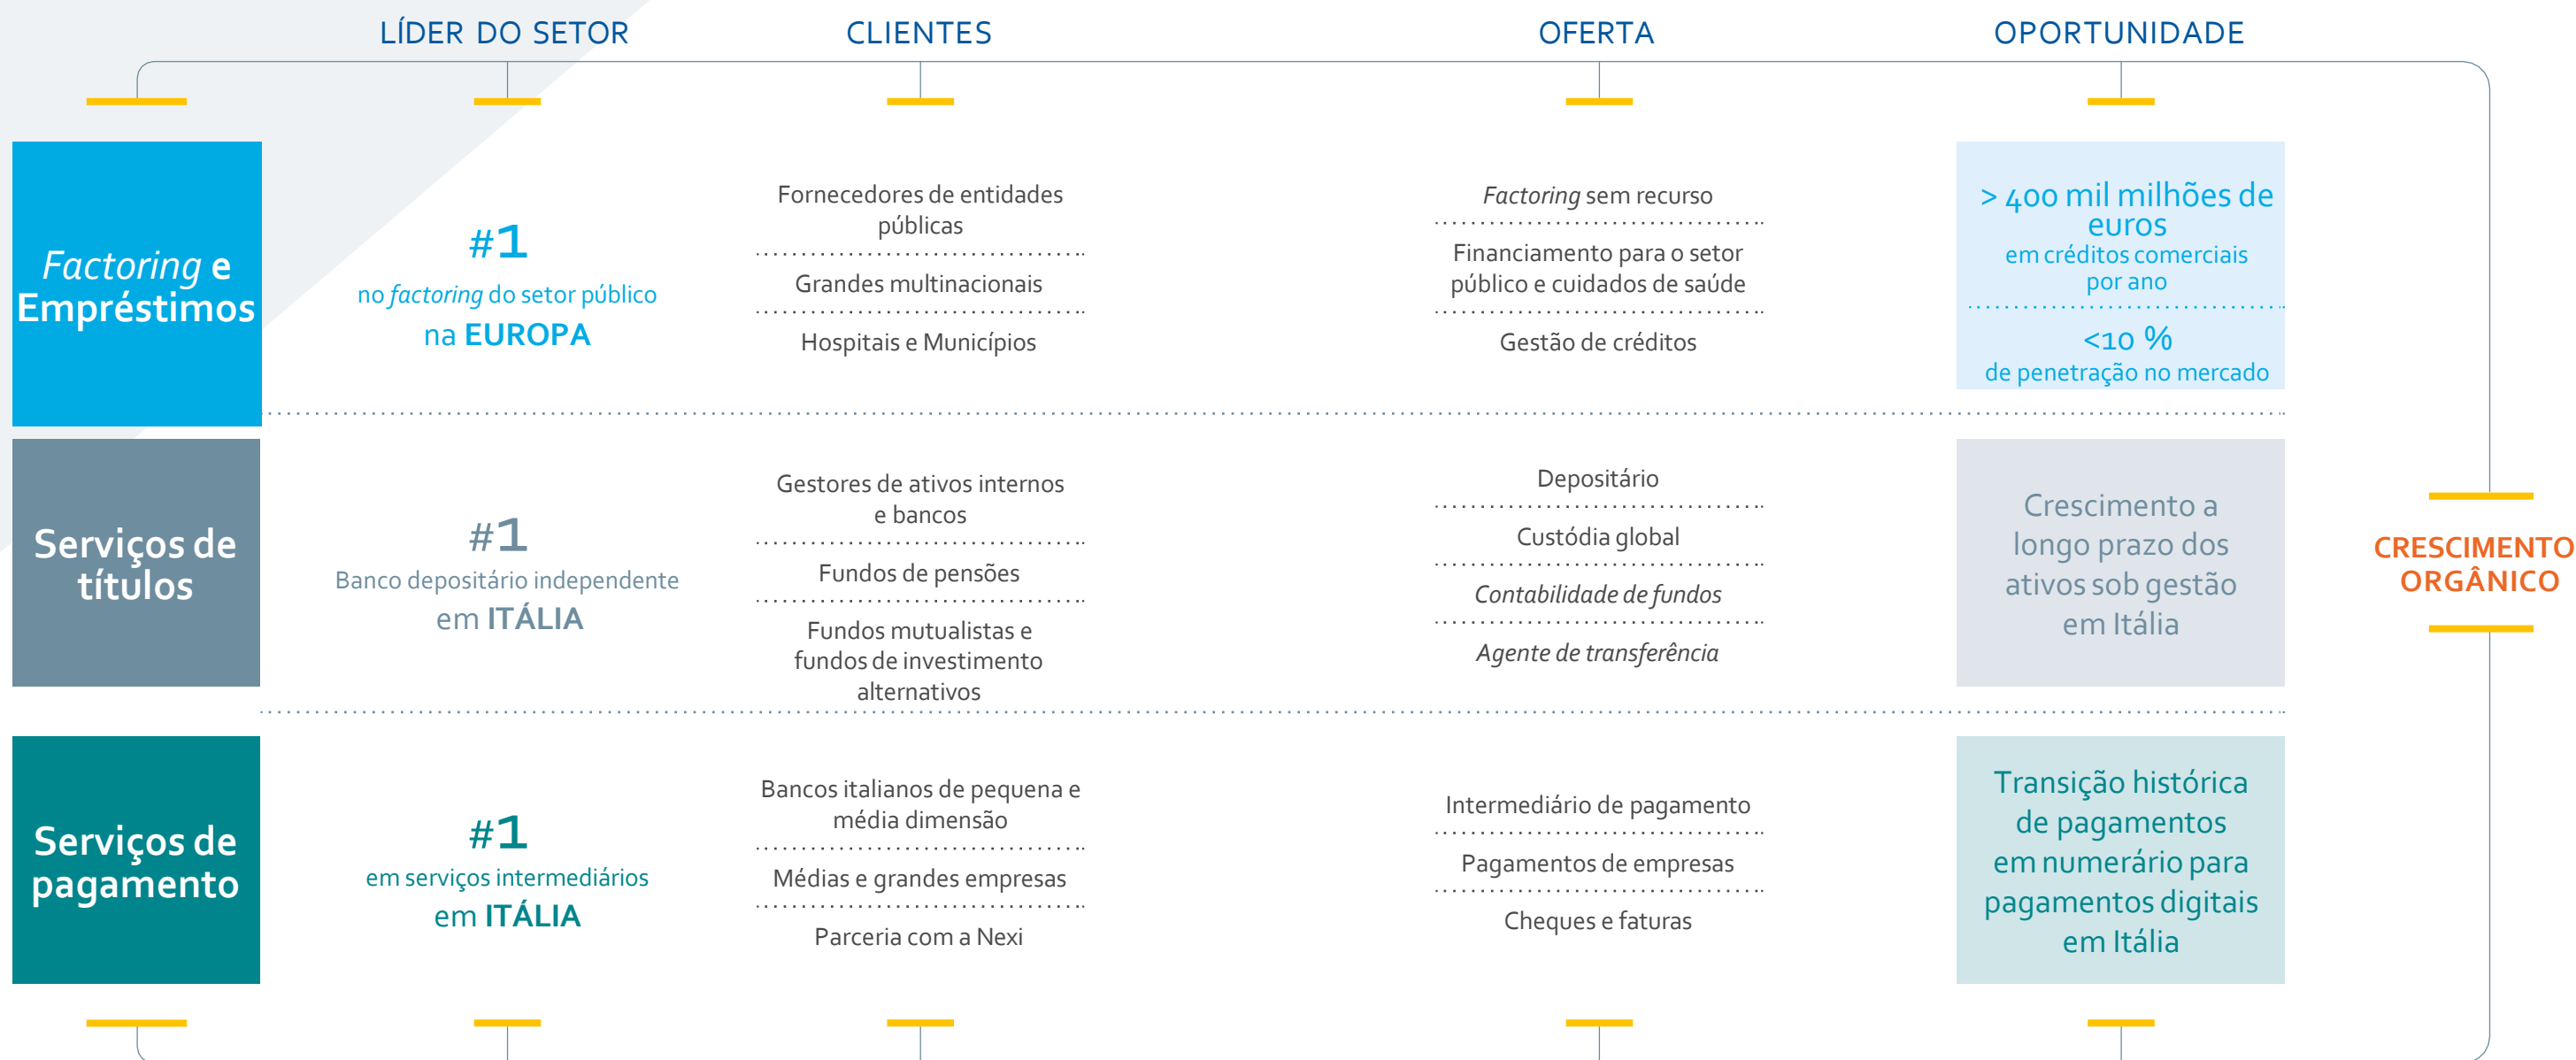 LÍDER DO SETOR
CLIENTES
OFERTA
OPORTUNIDADE
Factoring e
Empréstimos
#1
no factoring do setor público
na EUROPA
Fornecedores de entidades
públicas
Grandes multinacionais
Hospitais e Municípios
Factoring sem recurso
Financiamento para o setor
público e cuidados de saúde
Gestão de créditos
> 400 mil milhões de
euros
em créditos comerciais
por ano
<10 %
de penetração no mercado
Serviços de
títulos
#1
Banco depositário independente
em ITÁLIA
Gestores de ativos internos
e bancos
Fundos de pensões
Fundos mutualistas e
fundos de investimento
alternativos
Depositário
Custódia global
Contabilidade de fundos
Agente de transferência
Crescimento a
longo prazo dos
ativos sob gestão
em Itália
CRESCIMENTO
ORGÂNICO
Serviços de
pagamento
#1
em serviços intermediários
em ITÁLIA
Bancos italianos de pequena e
média dimensão
Médias e grandes empresas
Parceria com a Nexi
Intermediário de pagamento
Pagamentos de empresas
Cheques e faturas
Transição histórica
de pagamentos
em numerário para
pagamentos digitais
em Itália